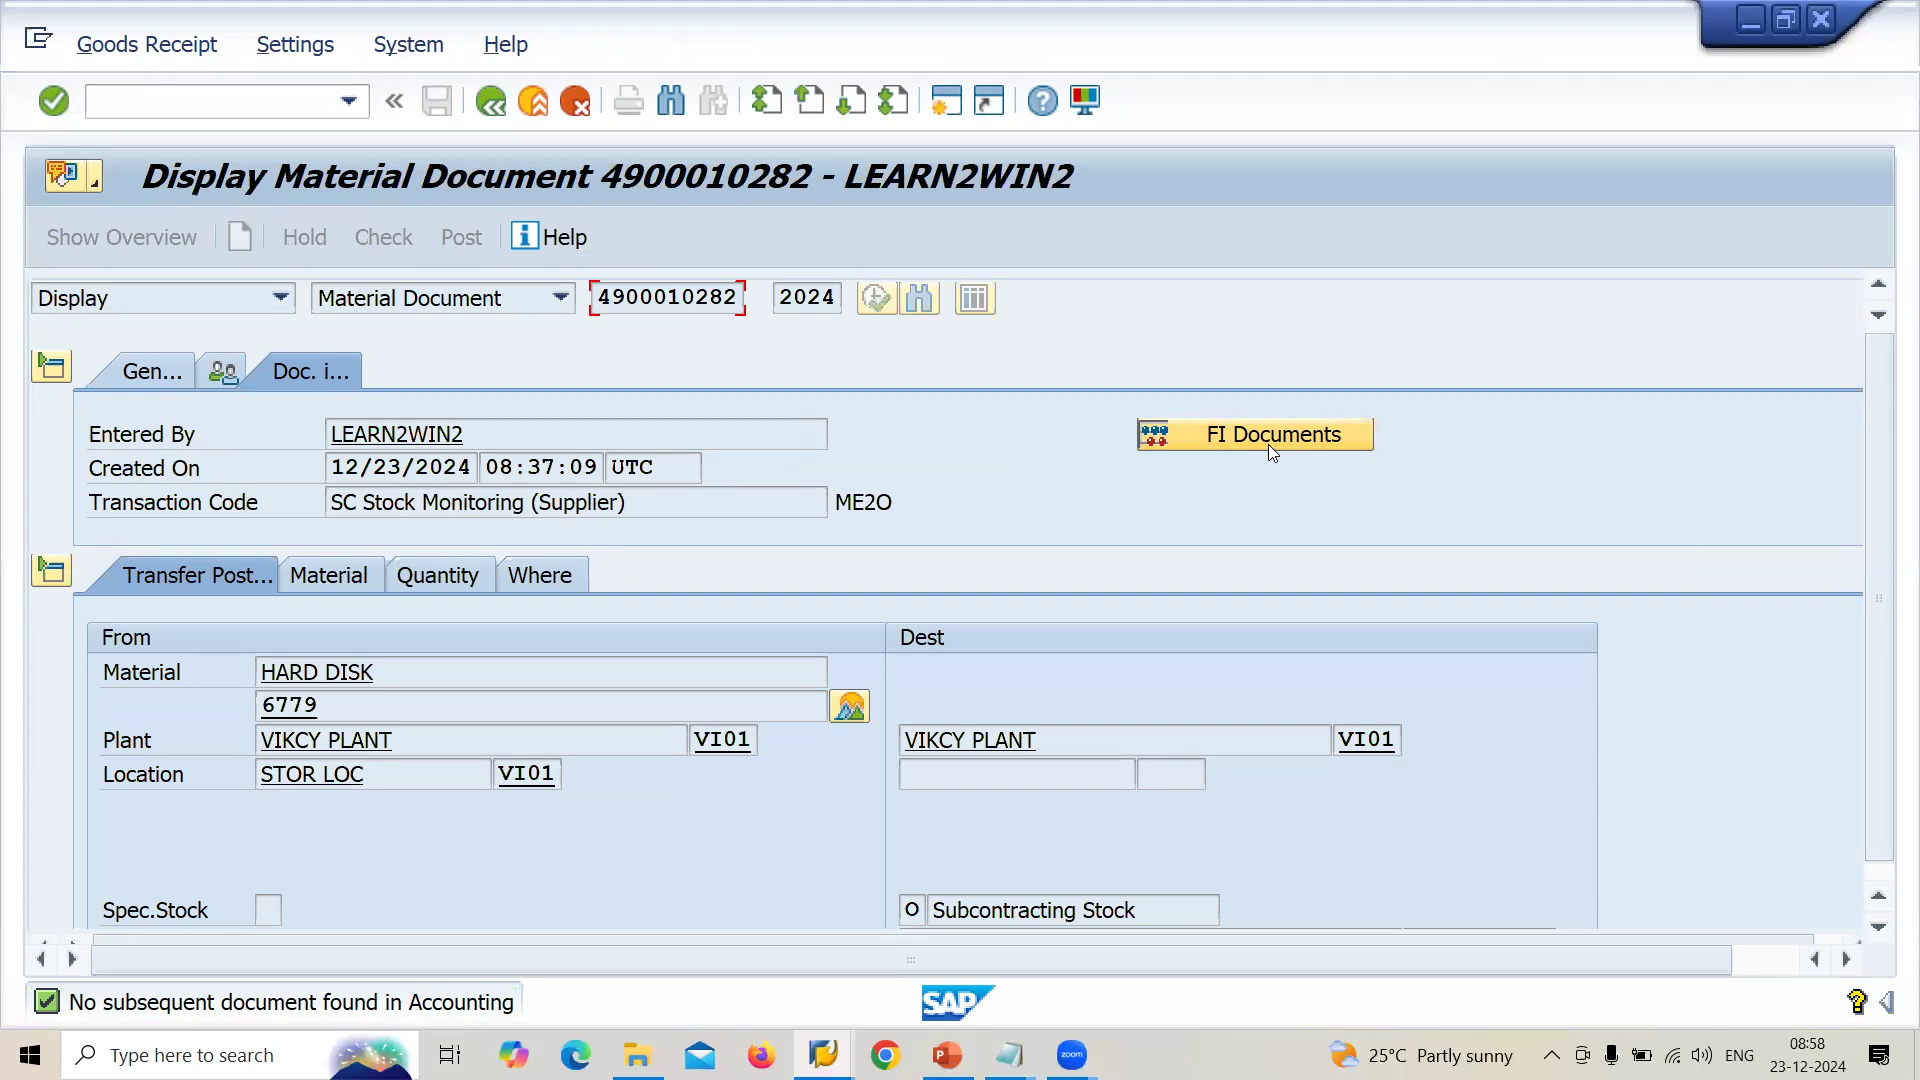 Goods Receipt Settings System Help
Display Material Document 4900010282 - LEARN2WIN2
Show Overview Hold Check Post Help
Display Material Document 4900010282 2024
Gen... Doc. i...
Entered By LEARN2WIN2 FI Documents
Created On 12/23/2024 08:37:09 UTC
Transaction Code SC Stock Monitoring (Supplier) ME2O
Transfer Post... Material Quantity Where
From Dest
Material HARD DISK
6779
Plant VIKCY PLANT VI01 VIKCY PLANT VI01
Location STOR LOC VI01
Spec.Stock O Subcontracting Stock
No subsequent document found in Accounting SAP
Type here to search zoom 25°C Partly sunny ENG 08:58
23-12-2024